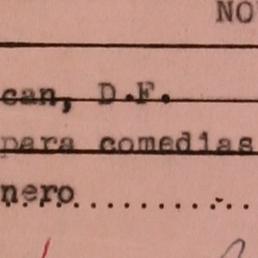 NO
can, D.F.
para comedias
nero..............